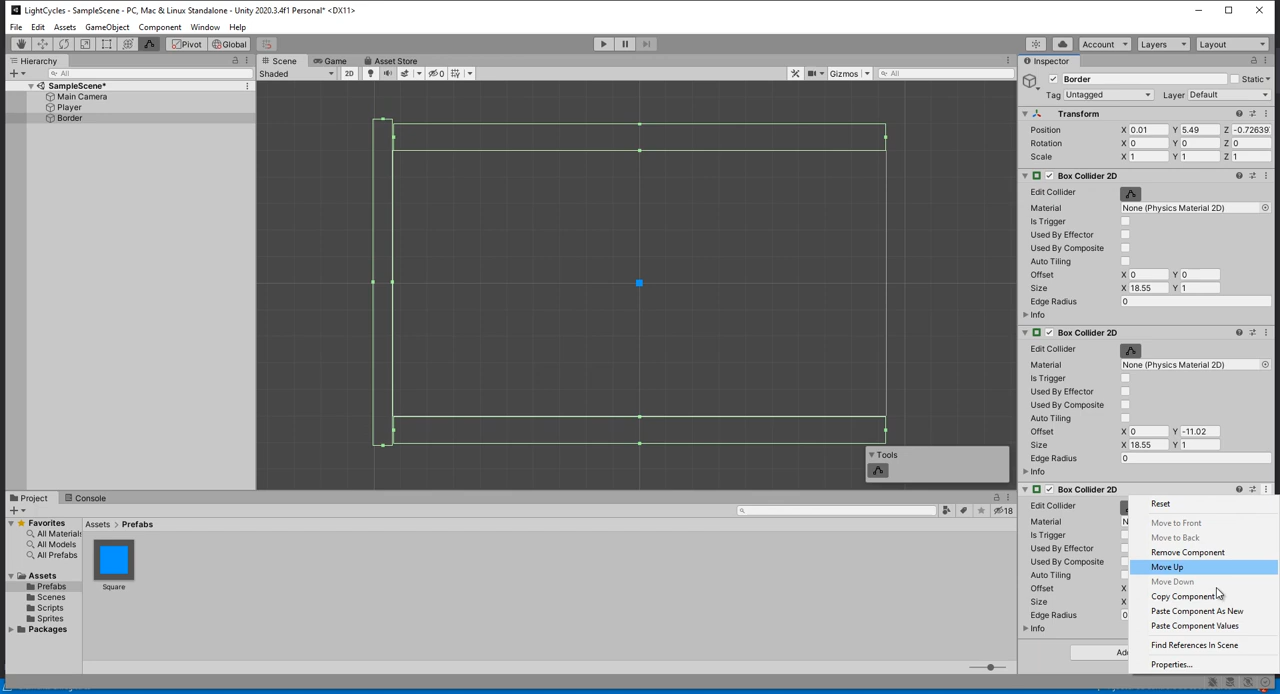 LightCycles - SampleScene - PC, Mac & Linux Standalone - Unity 2020.3.4f1 Personal* <DX11>
File Edit Assets GameObject Component Window Help
Pivot Global Account Layers Layout
Hierarchy Scene Game Asset Store Inspector
All Shaded 2D 0 Gizmos All
SampleScene*
Main Camera
Player
Border
Border Static
Tag Untagged Layer Default
Transform
Position X 0.01 Y 5.49 Z -0.72639
Rotation X 0 Y 0 Z 0
Scale X 1 Y 1 Z 1
Box Collider 2D
Edit Collider
Material None (Physics Material 2D)
Is Trigger
Used By Effector
Used By Composite
Auto Tiling
Offset X 0 Y 0
Size X 18.55 Y 1
Edge Radius 0
Info
Box Collider 2D
Edit Collider
Material None (Physics Material 2D)
Is Trigger
Used By Effector
Used By Composite
Auto Tiling
Offset X 0 Y -11.02
Size X 18.55 Y 1
Edge Radius 0
Info
Tools
Box Collider 2D
Edit Collider
Material N
Is Trigger
Used By Effector
Used By Composite
Auto Tiling
Offset X
Size X
Edge Radius 0
Info
Add
Reset
Move to Front
Move to Back
Remove Component
Move Up
Move Down
Copy Component
Paste Component As New
Paste Component Values
Find References In Scene
Properties...
Project Console
18
Favorites
All Materials
All Models
All Prefabs
Assets
Prefabs
Scenes
Scripts
Sprites
Packages
Assets > Prefabs
Square